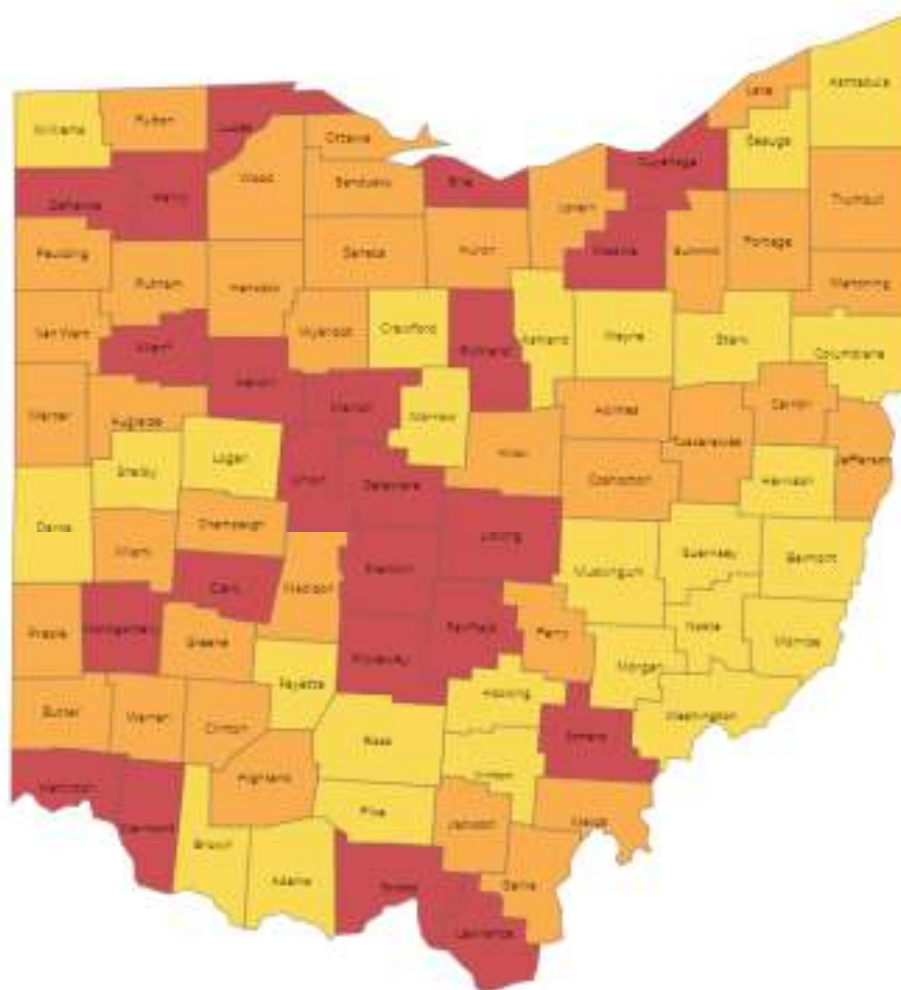 Ashtabula
Lake
Williams
Fulton
Lucas
Geauga
Ottawa
Cuyahoga
Wood
Sandusky
Erie
Henry
Defiance
Trumbull
Lorain
Portage
Summit
Medina
Huron
Seneca
Paulding
Putnam
Hancock
Mahoning
Van Wert
Wyandot
Crawford
Richland
Ashland
Wayne
Stark
Columbiana
Allen
Hardin
Marion
Morrow
Mercer
Auglaize
Holmes
Carroll
Tuscarawas
Knox
Jefferson
Logan
Shelby
Union
Delaware
Coshocton
Harrison
Darke
Champaign
Licking
Miami
Guernsey
Belmont
Muskingum
Franklin
Clark
Madison
Preble
Montgomery
Fairfield
Perry
Noble
Monroe
Greene
Pickaway
Morgan
Fayette
Hocking
Butler
Warren
Clinton
Washington
Ross
Athens
Vinton
Highland
Hamilton
Clermont
Pike
Jackson
Meigs
Brown
Adams
Scioto
Gallia
Lawrence